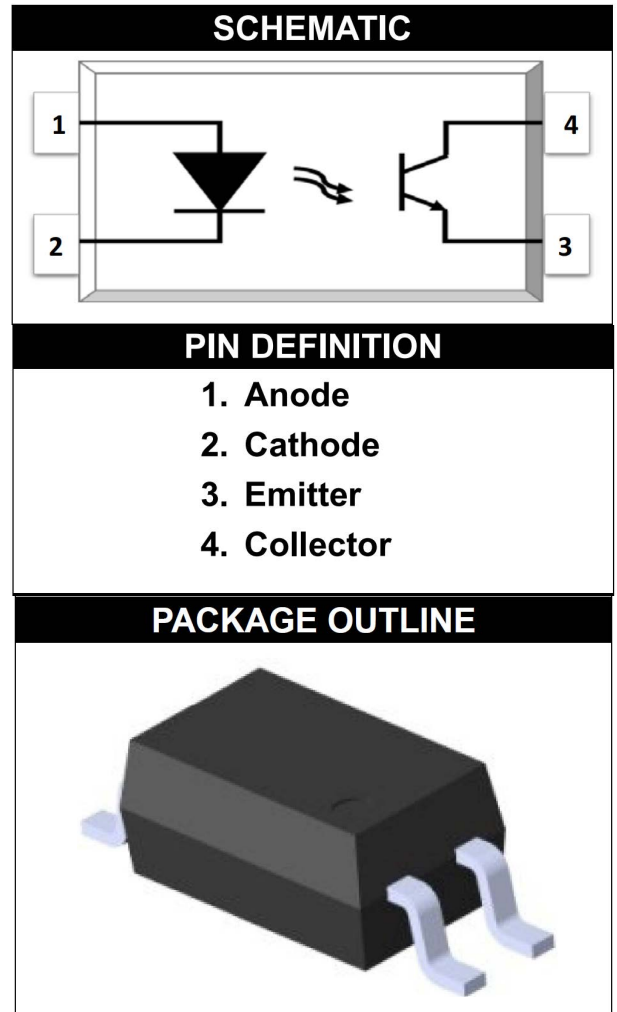 SCHEMATIC
1
4
2
3
PIN DEFINITION
1. Anode
2. Cathode
3. Emitter
4. Collector
PACKAGE OUTLINE